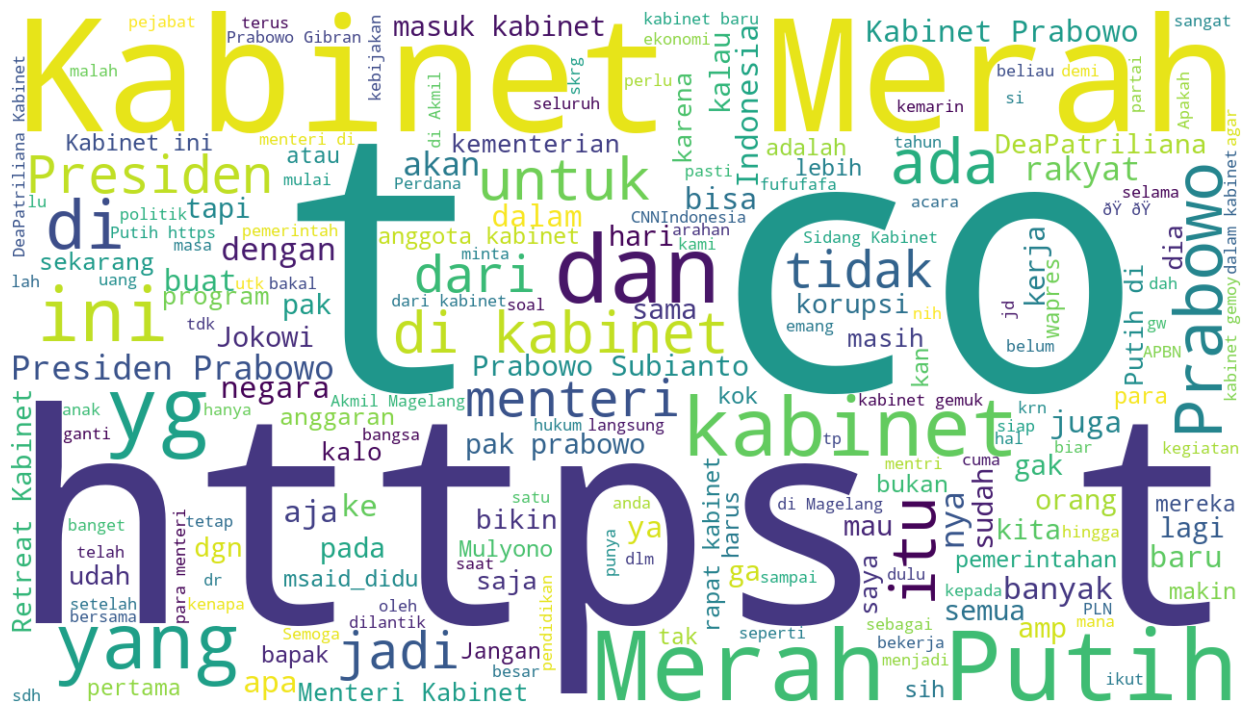 Kabinet Merah
pejabat terus masuk kabinet kabinet baru Kabinet Prabowo sangat
Prabowo Gibran ekonomi
malah kebijakan skrg perlu kalau Indonesia beliau demi partai
seluruh karena kemarin si Apakah
Kabinet ini menteri di di Akmil kementerian adalah tahun DeaPatriliana agar
Presiden atau akan untuk pasti lebih ada rakyat
mulai Perdana bisa fufufafa selama
DeaPatriliana Kabinet lu politik tapi dalam CNNIndonesia acara ðŸ ðŸ
di Putih https pemerintah anggota kabinet hari arahan Sidang Kabinet Prabowo
masa dengan dan kami dia
sekarang minta tidak kerja wapres dalam kabinet
lah uang buat utk bakal dari Putih di dah
ini program pak dari kabinet soal sama korupsi jd nih gw
t co
tdk Jokowi di kabinet emang masih belum APBN kabinet gemoy
Presiden Prabowo Prabowo Subianto kan
negara menteri para
anak yg hanya Akmil Magelang kok kabinet gemuk krn
ganti anggaran hukum langsung kabinet siap juga
kalo bangsa pak prabowo tp hal biar kegiatan
https t
Retreat Kabinet mentri cuma gak
satu anda di Magelang bukan orang mereka
banget tetap aja ke bikin ya rapat kabinet harus mau itu nya sudah kita hingga lagi
telah dgn pada Mulyono punya dlm pemerintahan baru
udah dr msaid_didu saat saja ga sampai saya dulu kepada PLN mana makin
setelah para menteri kenapa oleh banyak
bersama dilantik semua
yang Semoga jadi Jangan pendidikan Merah tak seperti sebagai amp Putih
bapak bekerja
pertama apa besar menjadi
sdh Menteri Kabinet sih ikut